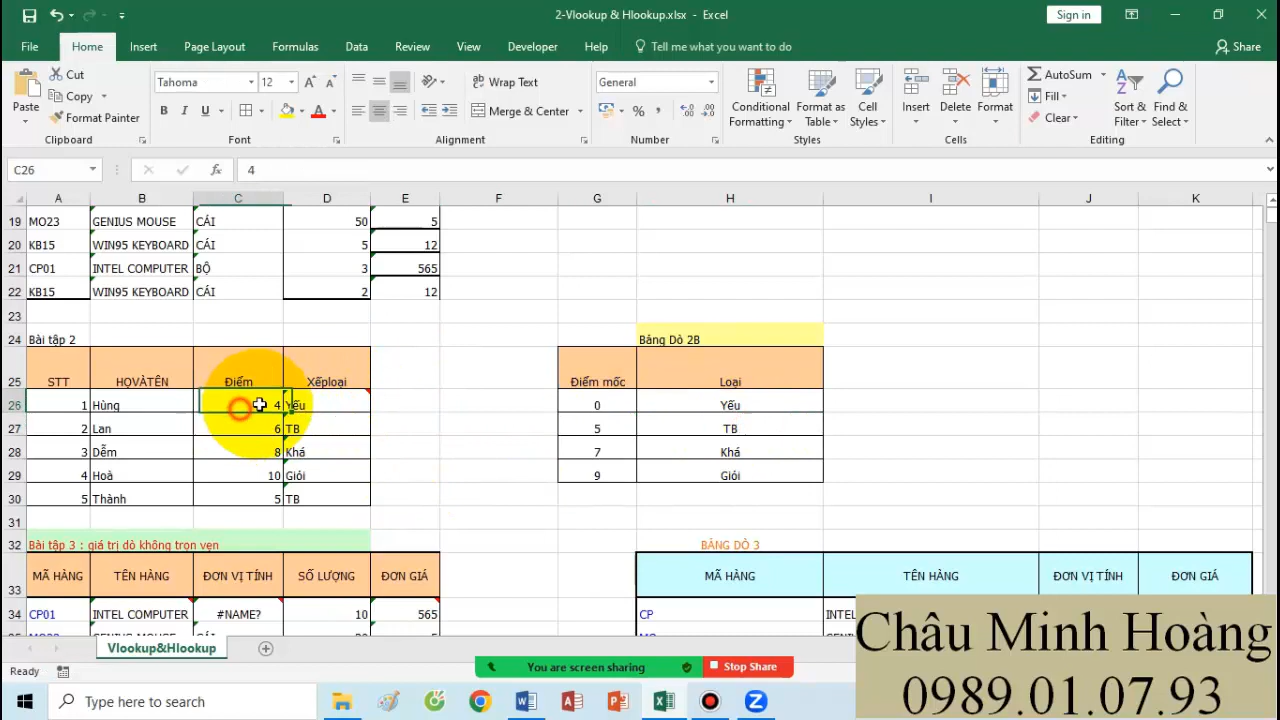 2-Vlookup & Hlookup.xlsx - Excel
Sign in
File Home Insert Page Layout Formulas Data Review View Developer Help Tell me what you want to do Share
Paste
Cut
Copy
Format Painter
Clipboard
Tahoma 12
B I U
Font
Wrap Text
Merge & Center
Alignment
General
Number
Conditional Formatting
Format as Table
Cell Styles
Styles
Insert Delete Format
Cells
AutoSum
Fill
Clear
Sort & Filter
Find & Select
Editing
C26 fx 4
A B C D E F G H I J K
19 MO23 GENIUS MOUSE CÁI 50 5
20 KB15 WIN95 KEYBOARD CÁI 5 12
21 CP01 INTEL COMPUTER BỘ 3 565
22 KB15 WIN95 KEYBOARD CÁI 2 12
23
24 Bài tập 2 Bảng Dò 2B
25 STT HỌVÀTÊN Điểm Xếploại Điểm mốc Loại
26 1 Hùng 4 Yếu 0 Yếu
27 2 Lan 6 TB 5 TB
28 3 Dễm 8 Khá 7 Khá
29 4 Hoà 10 Giỏi 9 Giỏi
30 5 Thành 5 TB
31
32 Bài tập 3 : giá trị dò không trọn vẹn BẢNG DÒ 3
33 MÃ HÀNG TÊN HÀNG ĐƠN VỊ TÍNH SỐ LƯỢNG ĐƠN GIÁ MÃ HÀNG TÊN HÀNG ĐƠN VỊ TÍNH ĐƠN GIÁ
34 CP01 INTEL COMPUTER #NAME? 10 565 CP
Vlookup&Hlookup
Ready
You are screen sharing Stop Share
Type here to search
Châu Minh Hoàng
0989.01.07.93